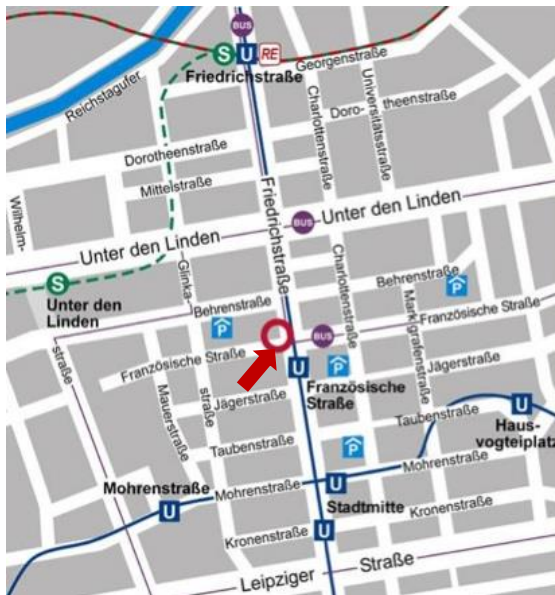 BUS
S U RE
Friedrichstraße
Georgenstraße
Reichstagufer
Charlottenstraße
Universitätsstraße
Doro- theenstraße
Dorotheenstraße
Mittelstraße
Wilhelm-
Friedrichstraße
BUS
Unter den Linden
Unter den Linden
S
Unter den
Linden
Glinka-
Behrenstraße
Charlottenstraße
Behrenstraße
P
Markgrafenstraße
P
BUS
Französische Straße
straße
Französische Straße
P
U
Französische
Straße
Jägerstraße
Mauerstraße
straße
Jägerstraße
Taubenstraße
U
Haus-
vogteiplatz
Taubenstraße
P
Mohrenstraße
Mohrenstraße
U
Mohrenstraße
U
Stadtmitte
Kronenstraße
U
Kronenstraße
Leipziger Straße